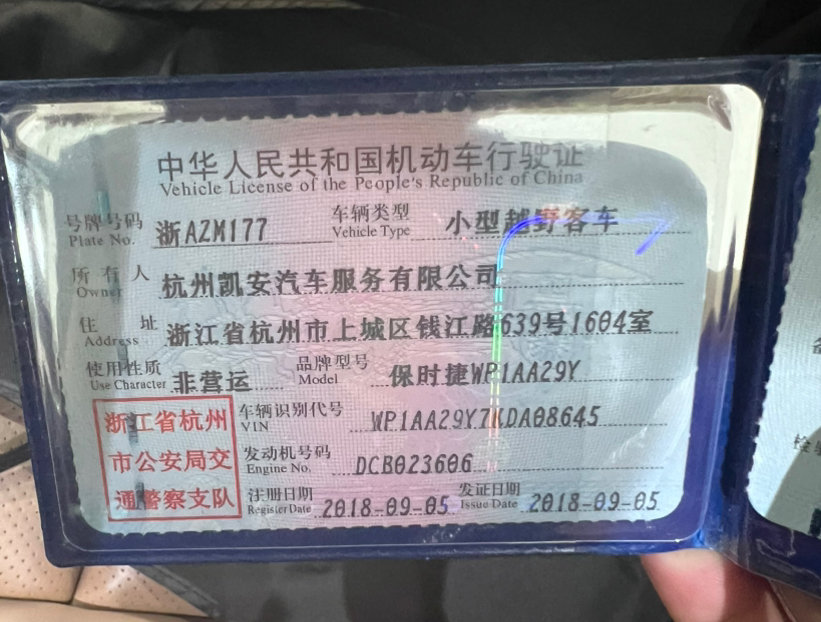 中华人民共和国机动车行驶证
Vehicle License of the People's Republic of China
号牌号码 浙AZM177 车辆类型 小型越野客车
Plate No. Vehicle Type
所有人 杭州凯安汽车服务有限公司
Owner
住址 浙江省杭州市上城区钱江路639号1604室
Address
使用性质 非营运 品牌型号 保时捷WP1AA29Y
Use Character Model
浙江省杭州
市公安局交
通警察支队
车辆识别代号 WP1AA29Y7KDA08645
VIN
发动机号码 DCB023606
Engine No.
注册日期 2018-09-05 发证日期 2018-09-05
Register Date Issue Date